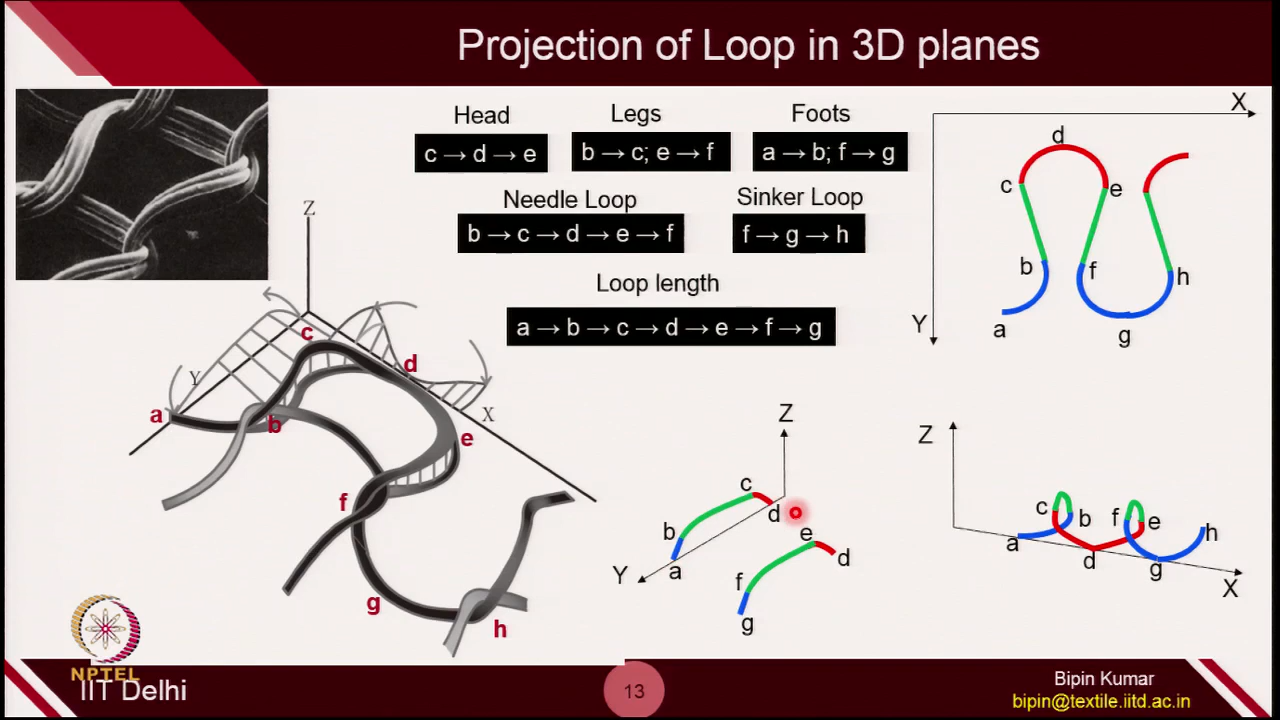 Projection of Loop in 3D planes
Head
c → d → e
Legs
b → c; e → f
Foots
a → b; f → g
Needle Loop
b → c → d → e → f
Sinker Loop
f → g → h
Loop length
a → b → c → d → e → f → g
Z
Y
X
a
b
c
d
e
f
g
h
X
Y
a
b
c
d
e
f
g
h
Z
Y
a
b
c
d
e
d
f
g
Z
X
a
c
b
d
f
e
g
h
NPTEL
IIT Delhi
13
Bipin Kumar
bipin@textile.iitd.ac.in